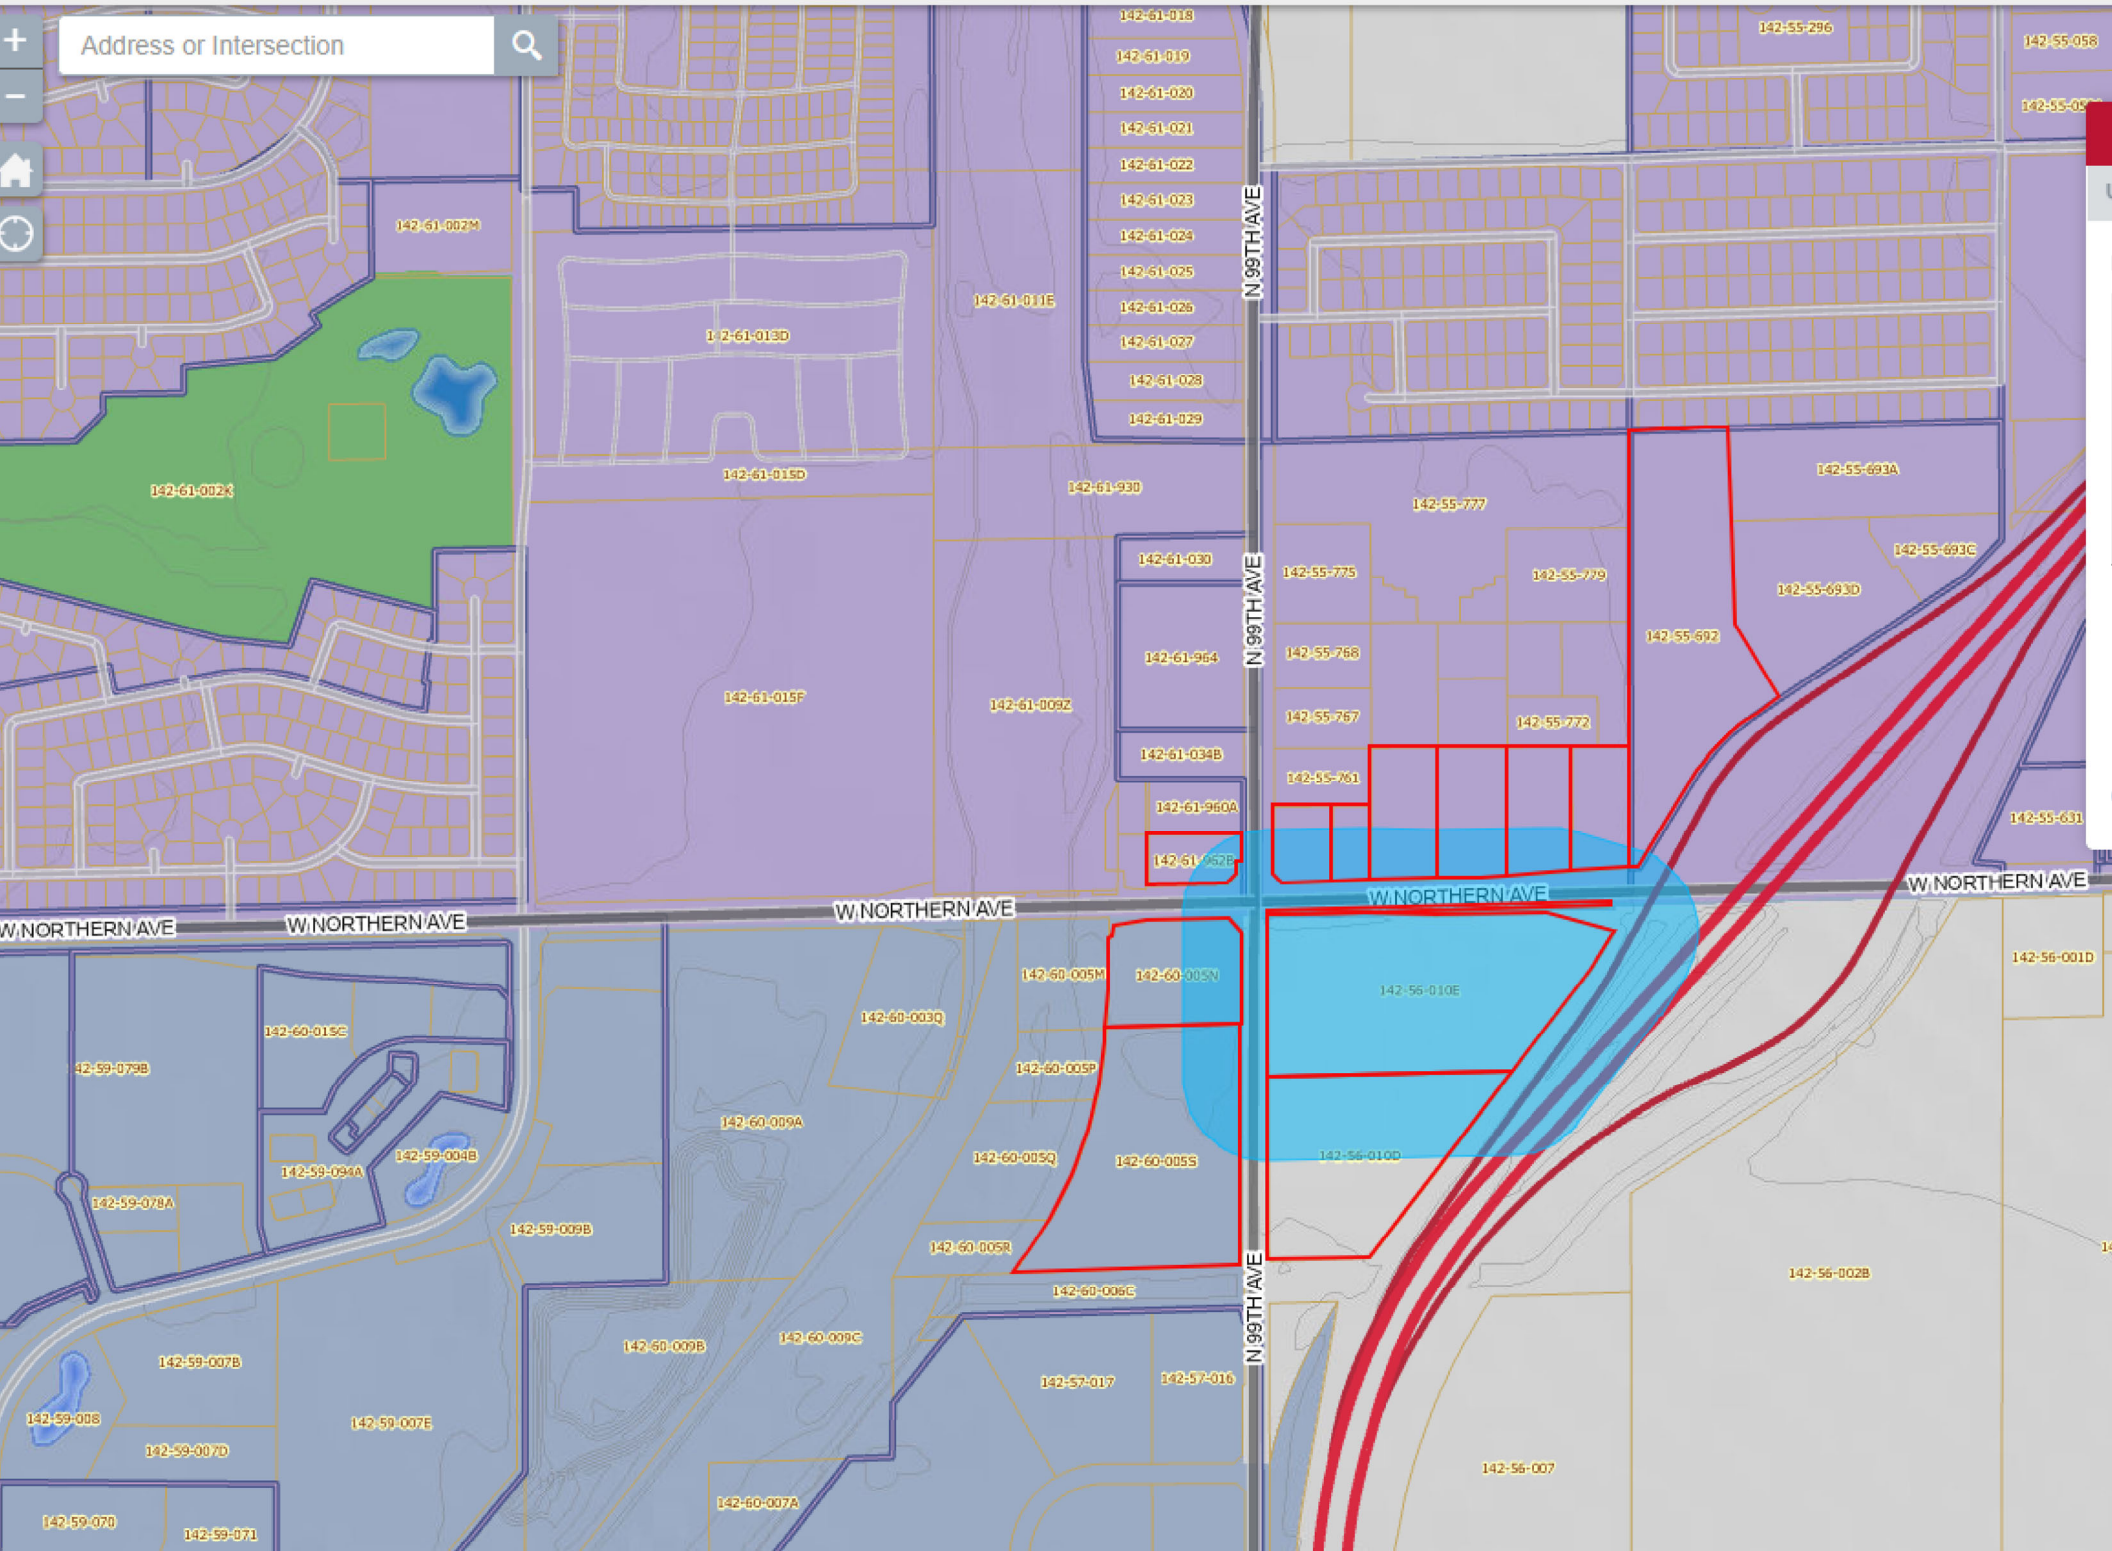 +
Address or Intersection
−
142-61-018
142-55-296
142-55-058
142-61-019
142-61-020
142-61-021
142-61-022
142-61-023
142-61-024
142-61-025
142-61-026
142-61-027
142-61-028
142-61-029
N 99TH AVE
142-61-002M
142-61-011E
142-61-013D
142-61-002K
142-61-015D
142-61-930
142-55-777
142-55-693A
142-55-693C
142-55-693D
142-61-030
142-55-775
142-55-779
N 99TH AVE
142-55-692
142-61-964
142-55-768
142-61-015F
142-61-009Z
142-55-767
142-55-772
142-61-034B
142-55-761
142-61-960A
142-55-631
142-61-962B
W NORTHERN AVE
W NORTHERN AVE
W NORTHERN AVE
W NORTHERN AVE
W NORTHERN AVE
142-56-001D
142-60-005M
142-60-005N
142-56-010E
142-60-003Q
142-60-015C
42-59-079B
142-60-005P
142-60-009A
142-59-004B
142-59-094A
142-60-005Q
142-60-005S
142-56-010D
142-59-078A
142-59-009B
142-60-005R
142-60-006C
N 99TH AVE
142-56-002B
142-60-009B
142-60-009C
142-59-007B
142-57-017
142-57-016
142-59-008
142-59-007E
142-59-007D
142-56-007
142-60-007A
142-59-070
142-59-071